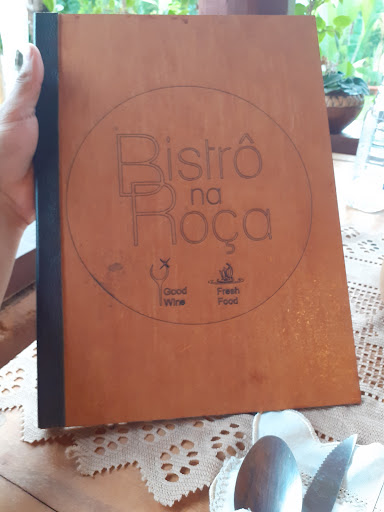 Bistrô
na
Roça
Good
Wine
Fresh
Food